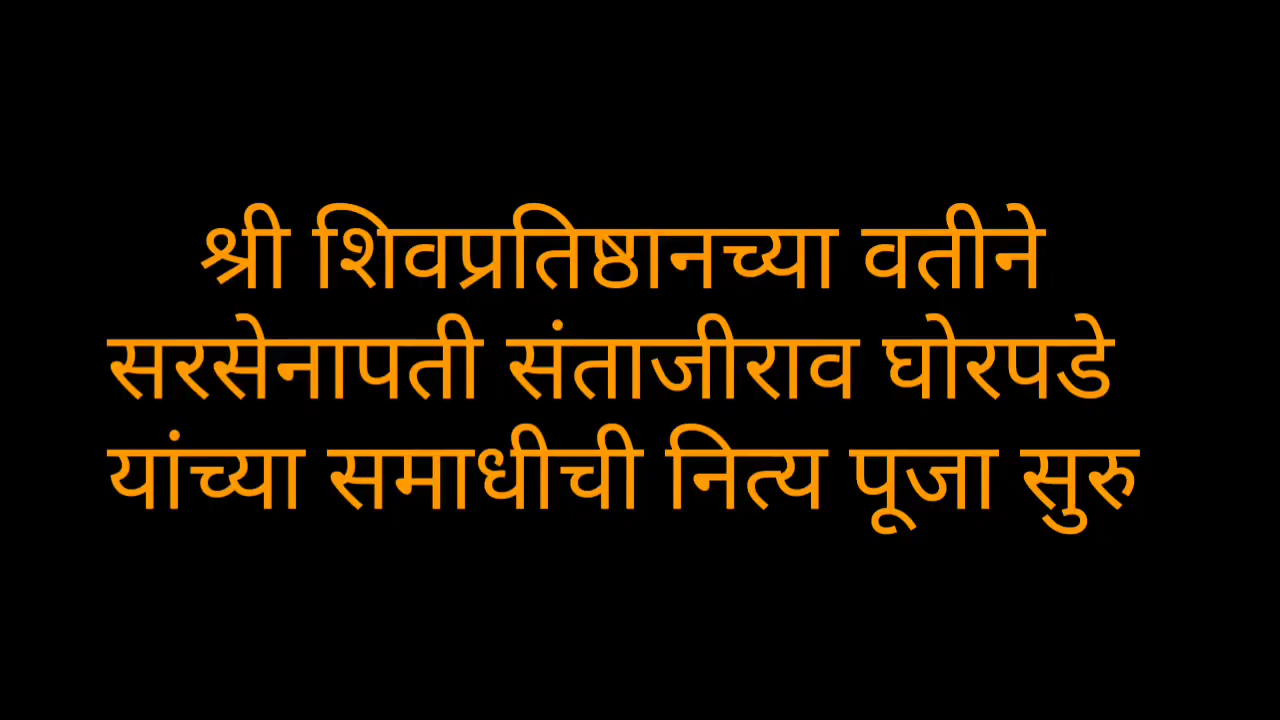 श्री शिवप्रतिष्ठानच्या वतीने
सरसेनापती संताजीराव घोरपडे
यांच्या समाधीची नित्य पूजा सुरु